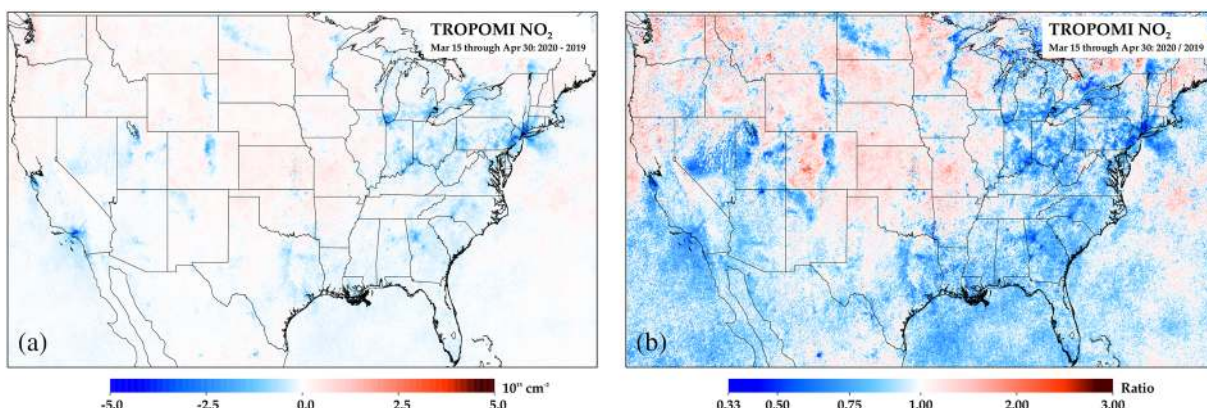 TROPOMI NO₂
Mar 15 through Apr 30: 2020 - 2019
(a)
-5.0 -2.5 0.0 2.5 5.0
TROPOMI NO₂
Mar 15 through Apr 30: 2020 / 2019
(b)
0.33 0.50 0.75 1.00 2.00 3.00 Ratio